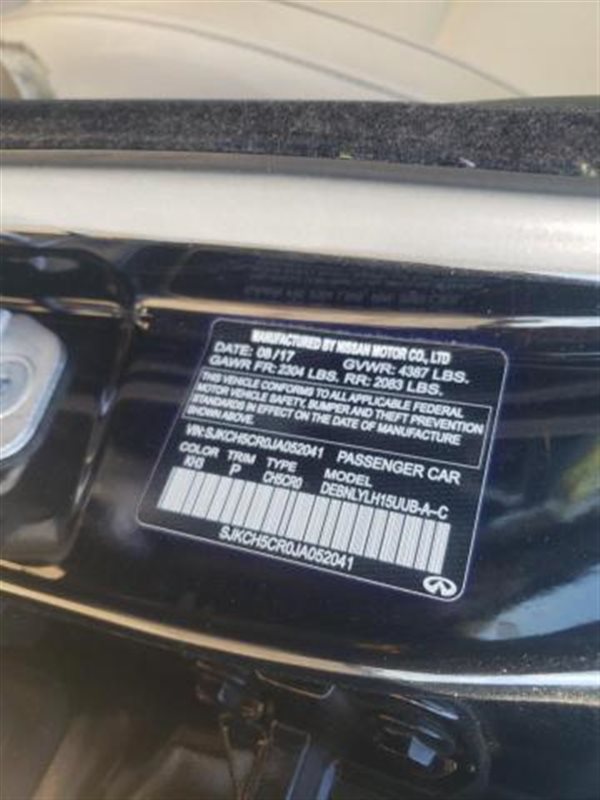 MANUFACTURED BY NISSAN MOTOR CO., LTD
DATE: 08/17 GVWR: 4387 LBS.
GAWR FR: 2304 LBS. RR: 2083 LBS.
THIS VEHICLE CONFORMS TO ALL APPLICABLE FEDERAL
MOTOR VEHICLE SAFETY, BUMPER AND THEFT PREVENTION
STANDARDS IN EFFECT ON THE DATE OF MANUFACTURE
SHOWN ABOVE.
VIN:SJKCH5CR0JA052041 PASSENGER CAR
COLOR TRIM TYPE MODEL
KH3 P CH5CR0 DEBNLYLH15UUB-A-C
SJKCH5CR0JA052041